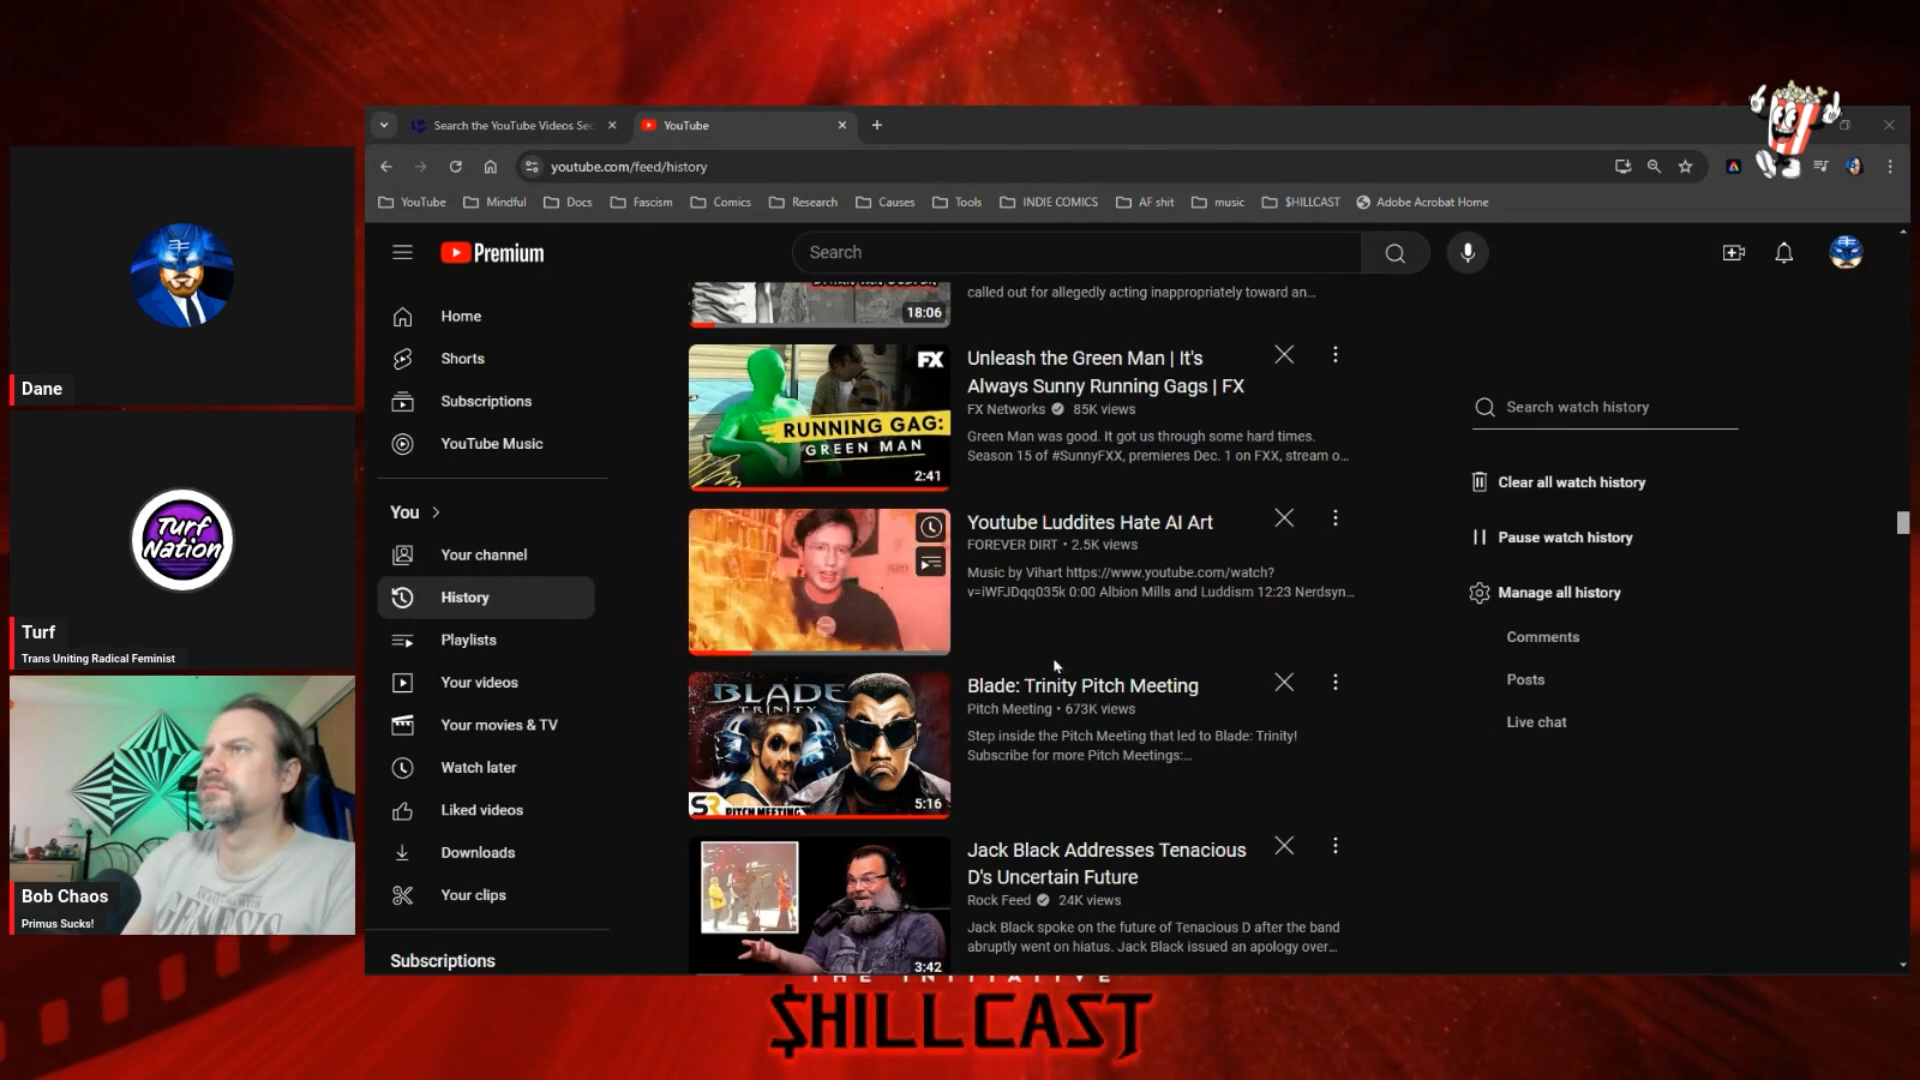 Search the YouTube Videos Sec
YouTube
youtube.com/feed/history
YouTube
Mindful
Docs
Fascism
Comics
Research
Causes
Tools
INDIE COMICS
AF shit
music
$HILLCAST
Adobe Acrobat Home
Premium
Search
Home
Shorts
Subscriptions
YouTube Music
You
Your channel
History
Playlists
Your videos
Your movies & TV
Watch later
Liked videos
Downloads
Your clips
Subscriptions
18:06
called out for allegedly acting inappropriately toward an...
FX
RUNNING GAG:
GREEN MAN
2:41
Unleash the Green Man | It's
Always Sunny Running Gags | FX
FX Networks 85K views
Green Man was good. It got us through some hard times.
Season 15 of #SunnyFXX, premieres Dec. 1 on FXX, stream o...
Youtube Luddites Hate AI Art
FOREVER DIRT • 2.5K views
Music by Vihart https://www.youtube.com/watch?
v=iWFJDqq035k 0:00 Albion Mills and Luddism 12:23 Nerdsyn...
BLADE
TRINITY
SR PITCH MEETING
5:16
Blade: Trinity Pitch Meeting
Pitch Meeting • 673K views
Step inside the Pitch Meeting that led to Blade: Trinity!
Subscribe for more Pitch Meetings:...
3:42
Jack Black Addresses Tenacious
D's Uncertain Future
Rock Feed 24K views
Jack Black spoke on the future of Tenacious D after the band
abruptly went on hiatus. Jack Black issued an apology over...
Search watch history
Clear all watch history
Pause watch history
Manage all history
Comments
Posts
Live chat
Dane
Turf
Nation
Turf
Trans Uniting Radical Feminist
GENESIS
Bob Chaos
Primus Sucks!
THE INITIATIVE
$HILLCAST